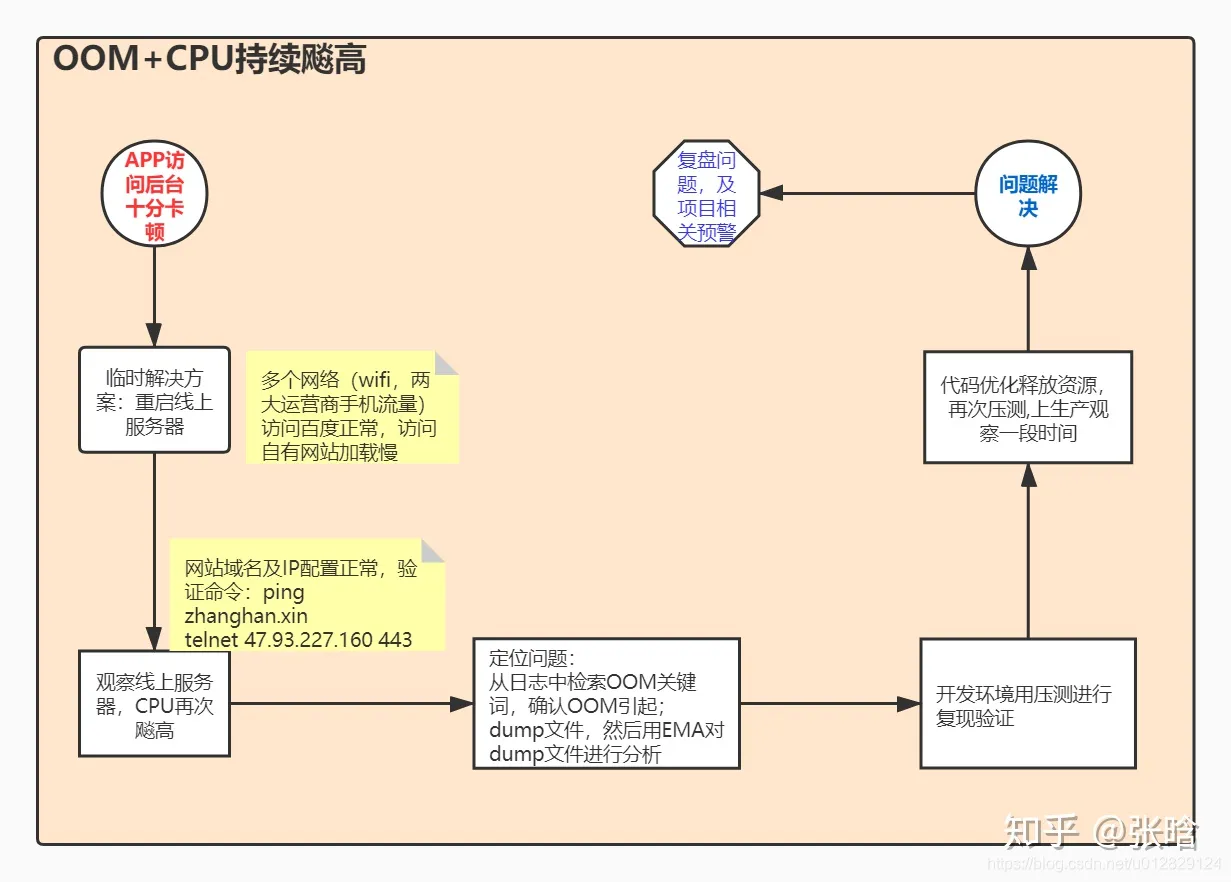 OOM+CPU持续飚高
APP访
问后台
十分卡
顿
复盘问
题，及
项目相
关预警
问题解
决
临时解决方
案：重启线上
服务器
多个网络（wifi，两
大运营商手机流量）
访问百度正常，访问
自有网站加载慢
代码优化释放资源，
再次压测,上生产观
察一段时间
网站域名及IP配置正常，验
证命令：ping
zhanghan.xin
telnet 47.93.227.160 443
观察线上服务
器，CPU再次
飚高
定位问题：
从日志中检索OOM关键
词，确认OOM引起；
dump文件，然后用EMA对
dump文件进行分析
开发环境用压测进行
复现验证
知乎 @张晗
https://blog.csdn.net/u012829124